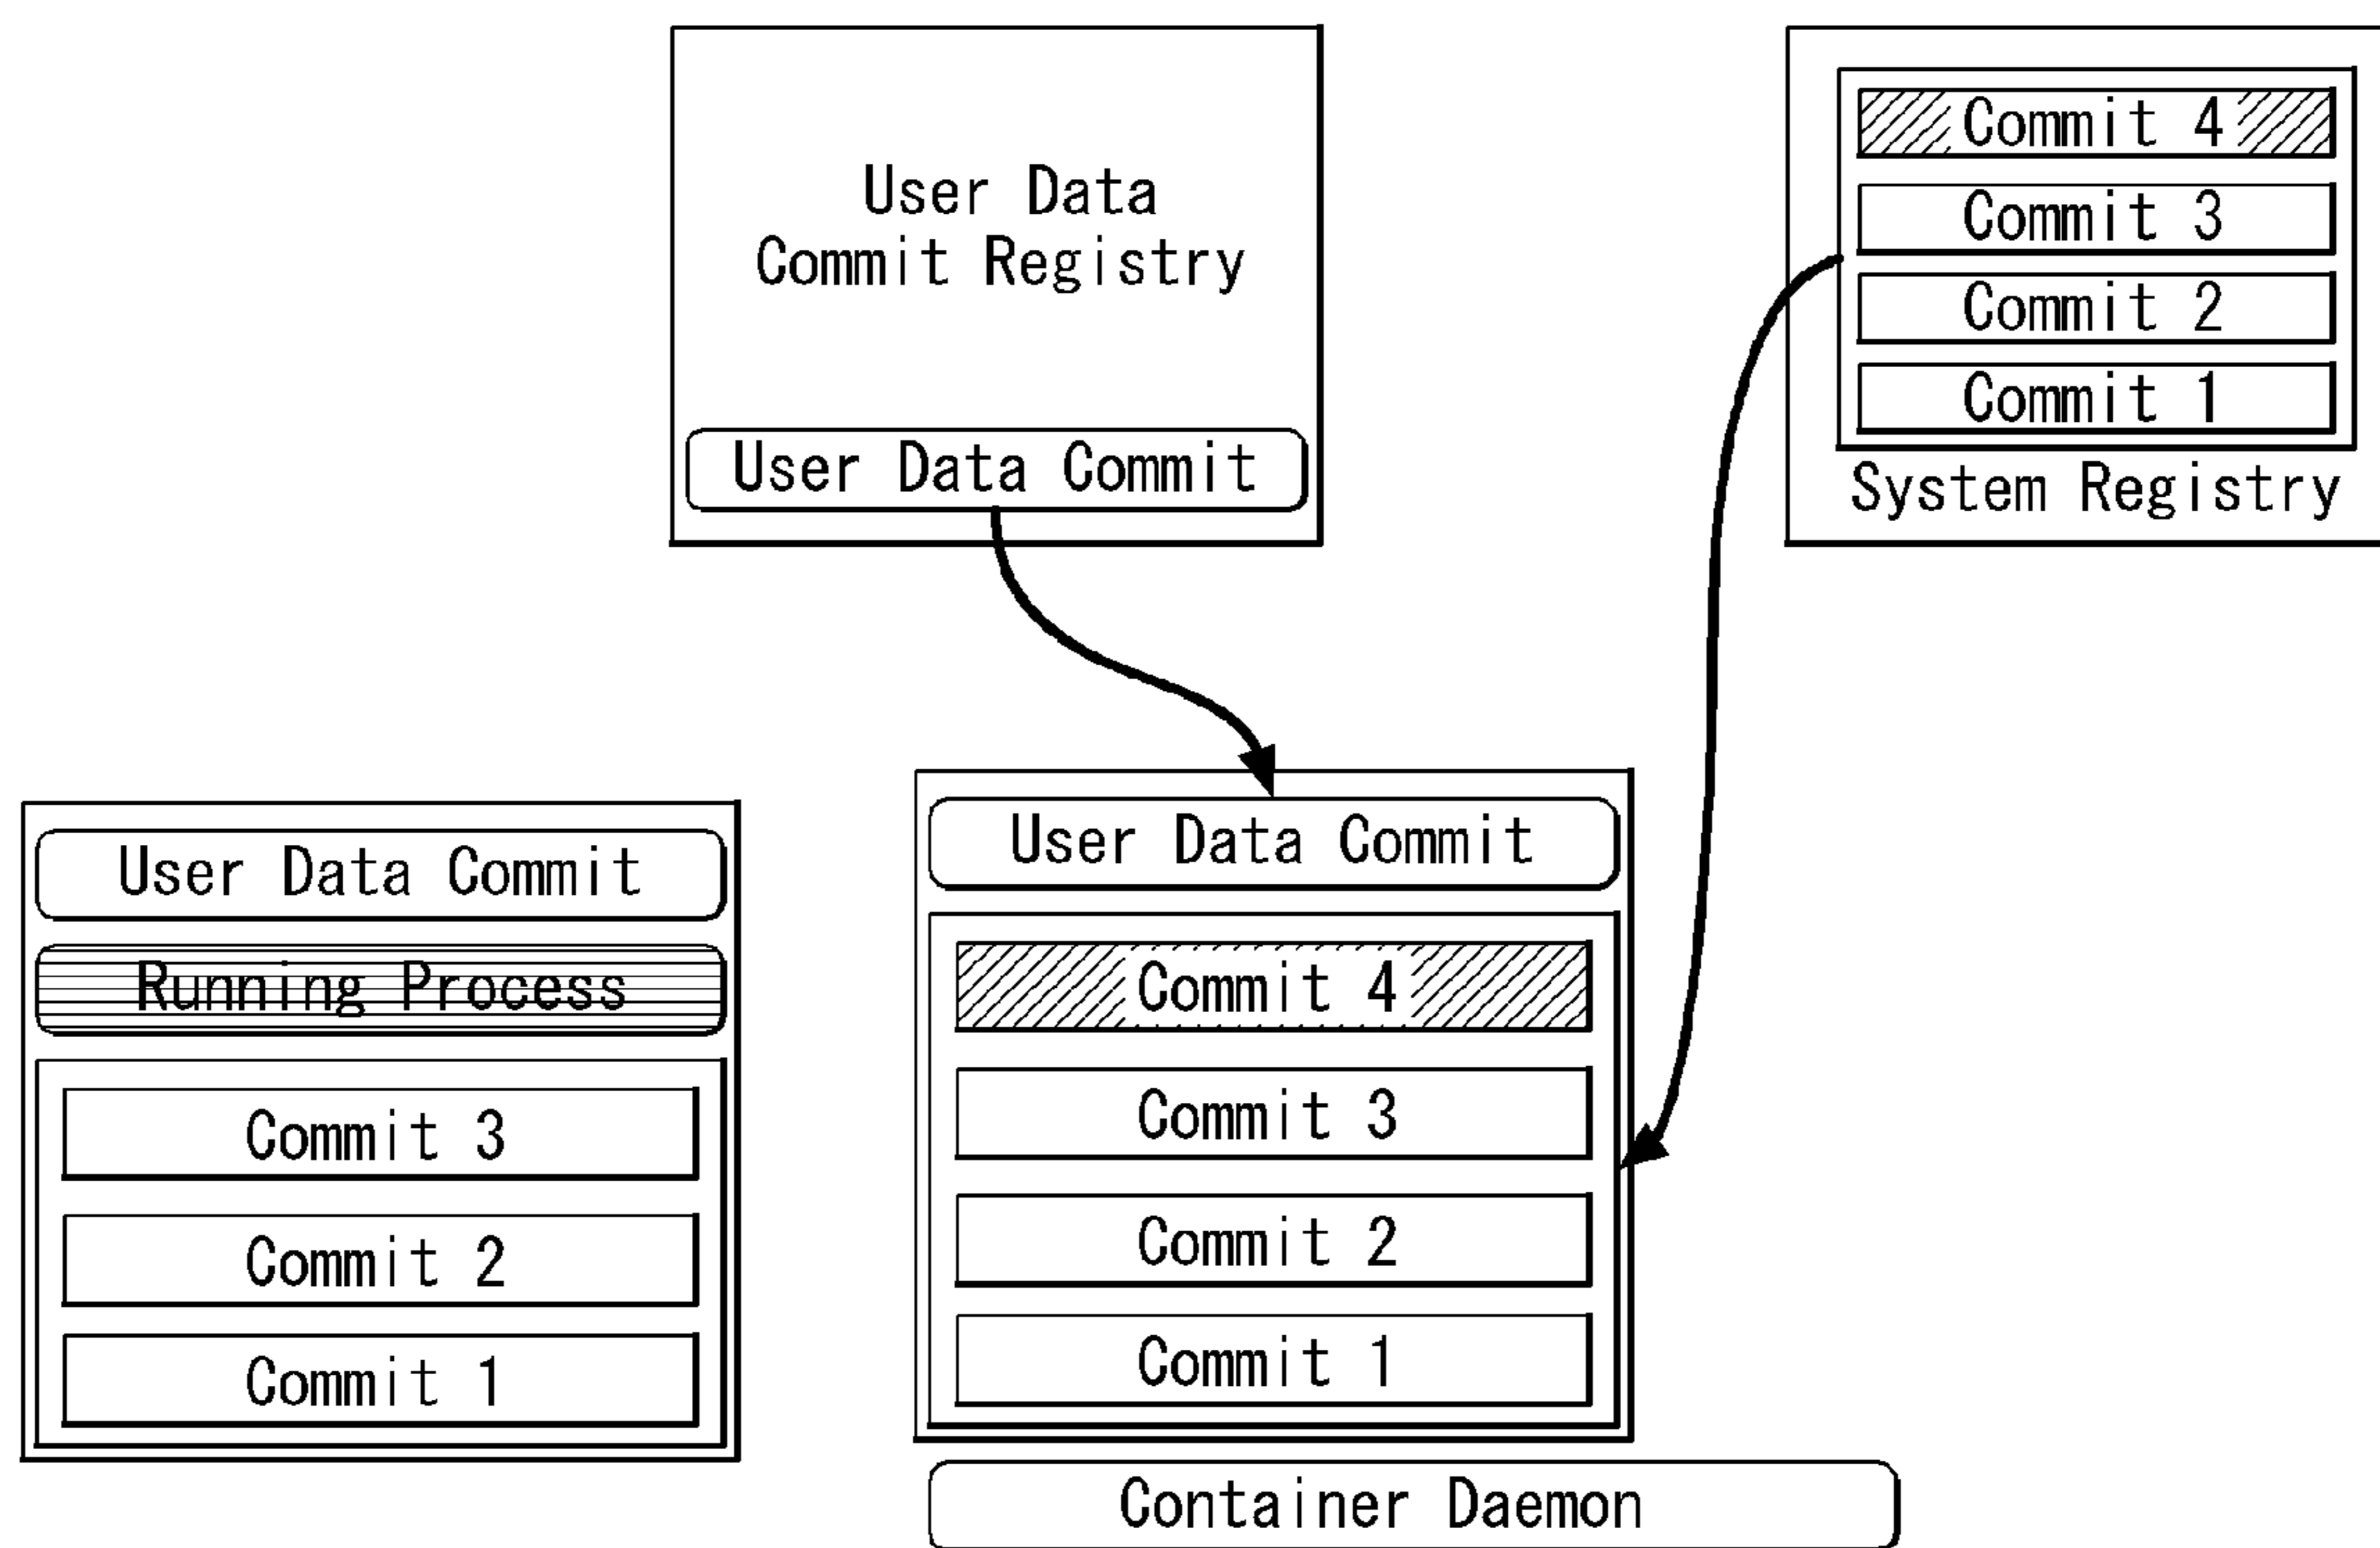 User Data
Commit Registry
User Data Commit
Commit 4
Commit 3
Commit 2
Commit 1
System Registry
User Data Commit
Running Process
Commit 3
Commit 2
Commit 1
User Data Commit
Commit 4
Commit 3
Commit 2
Commit 1
Container Daemon